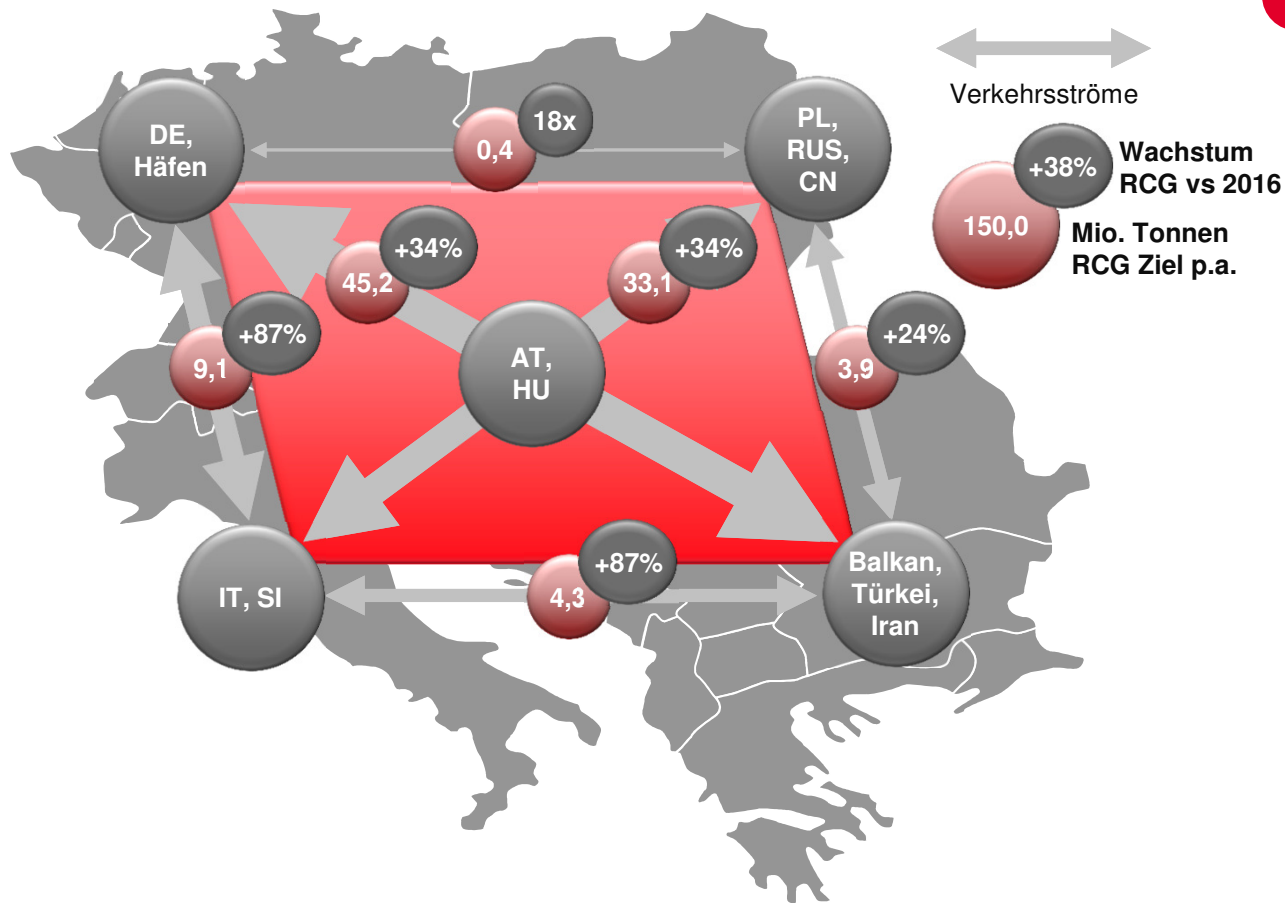 Verkehrsströme
+38%
Wachstum
RCG vs 2016
150,0
Mio. Tonnen
RCG Ziel p.a.
DE,
Häfen
18x
0,4
PL,
RUS,
CN
+34%
45,2
+34%
33,1
+87%
9,1
AT,
HU
+24%
3,9
IT, SI
+87%
4,3
Balkan,
Türkei,
Iran